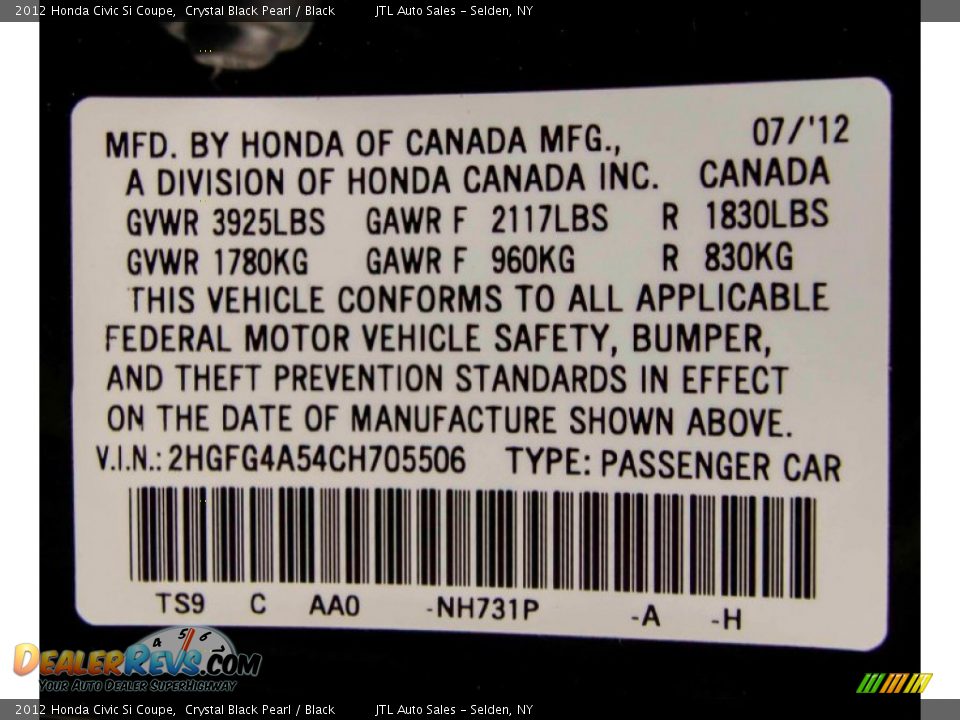 2012 Honda Civic Si Coupe, Crystal Black Pearl / Black JTL Auto Sales - Selden, NY
MFD. BY HONDA OF CANADA MFG., 07/'12
A DIVISION OF HONDA CANADA INC. CANADA
GVWR 3925LBS GAWR F 2117LBS R 1830LBS
GVWR 1780KG GAWR F 960KG R 830KG
THIS VEHICLE CONFORMS TO ALL APPLICABLE
FEDERAL MOTOR VEHICLE SAFETY, BUMPER,
AND THEFT PREVENTION STANDARDS IN EFFECT
ON THE DATE OF MANUFACTURE SHOWN ABOVE.
V.I.N.: 2HGFG4A54CH705506 TYPE: PASSENGER CAR
TS9 C AA0 -NH731P -A -H
4 5 6
DEALERREVS.COM
YOUR AUTO DEALER SUPERHIGHWAY
2012 Honda Civic Si Coupe, Crystal Black Pearl / Black JTL Auto Sales - Selden, NY